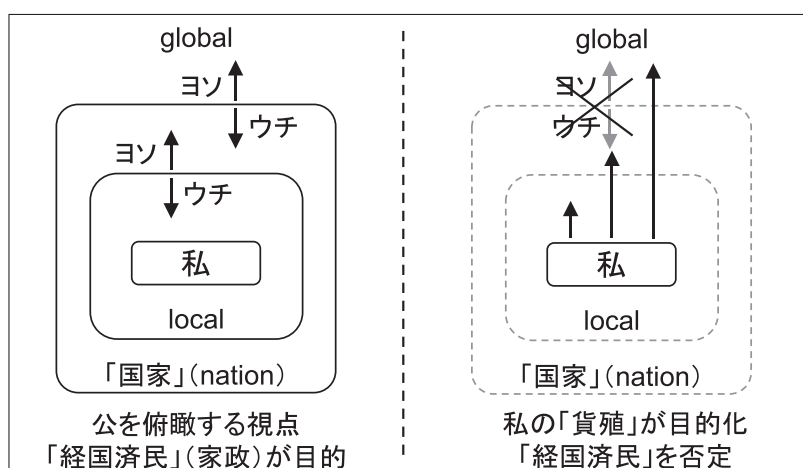 global
ヨソ
ウチ
ヨソ
ウチ
私
local
「国家」(nation)
公を俯瞰する視点
「経国済民」(家政)が目的
global
ヨソ
ウチ
私
local
「国家」(nation)
私の「貨殖」が目的化
「経国済民」を否定